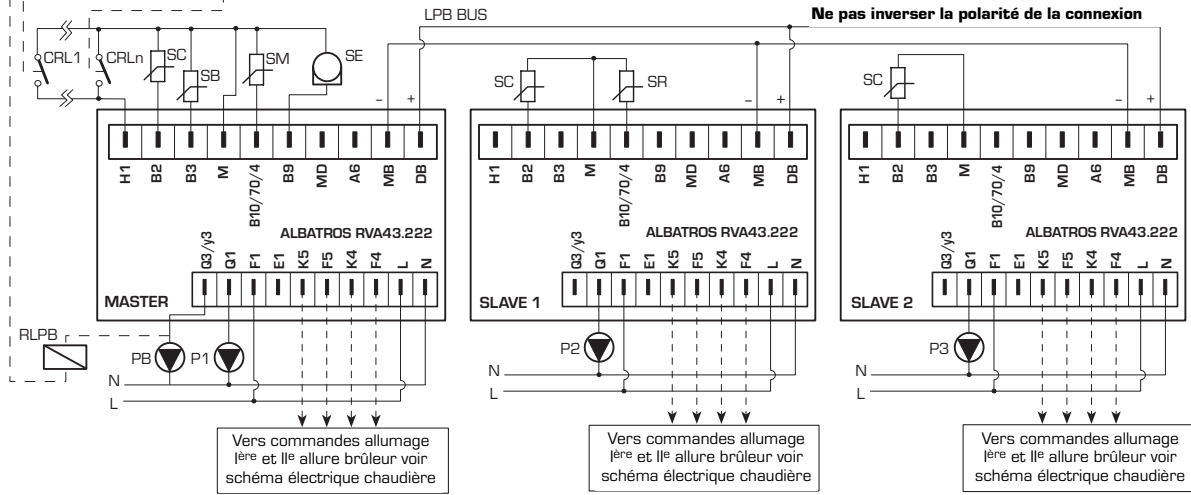 LPB BUS
Ne pas inverser la polarité de la connexion
CRL1 CRLn SC SB SM SE
SC SR
SC
– +
– +
– +
H1 B2 B3 M B10/70/4 B9 MD A6 MB DB
H1 B2 B3 M B10/70/4 B9 MD A6 MB DB
H1 B2 B3 M B10/70/4 B9 MD A6 MB DB
ALBATROS RVA43.222
ALBATROS RVA43.222
ALBATROS RVA43.222
Q3/y3 Q1 F1 E1 K5 F5 K4 F4 L N
Q3/y3 Q1 F1 E1 K5 F5 K4 F4 L N
Q3/y3 Q1 F1 E1 K5 F5 K4 F4 L N
MASTER
SLAVE 1
SLAVE 2
RLPB
PB P1
P2
P3
N
L
N
L
N
L
Vers commandes allumage
Ière et IIe allure brûleur voir
schéma électrique chaudière
Vers commandes allumage
Ière et IIe allure brûleur voir
schéma électrique chaudière
Vers commandes allumage
Ière et IIe allure brûleur voir
schéma électrique chaudière